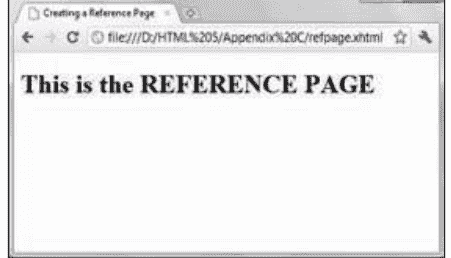 Creating a Reference Page
file:///D:/HTML%205/Appendix%20C/refpage.xhtml
This is the REFERENCE PAGE